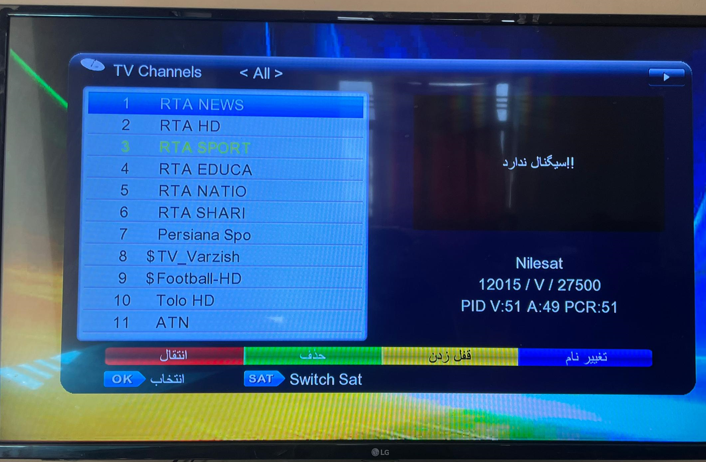 TV Channels < All >
1 RTA NEWS
2 RTA HD
3 RTA SPORT
4 RTA EDUCA
5 RTA NATIO
6 RTA SHARI
7 Persiana Spo
8 $TV_Varzish
9 $Football-HD
10 Tolo HD
11 ATN
سیگنال ندارد!!
Nilesat
12015 / V / 27500
PID V:51 A:49 PCR:51
انتقال حذف قفل زدن تغییر نام
OK انتخاب SAT Switch Sat
LG